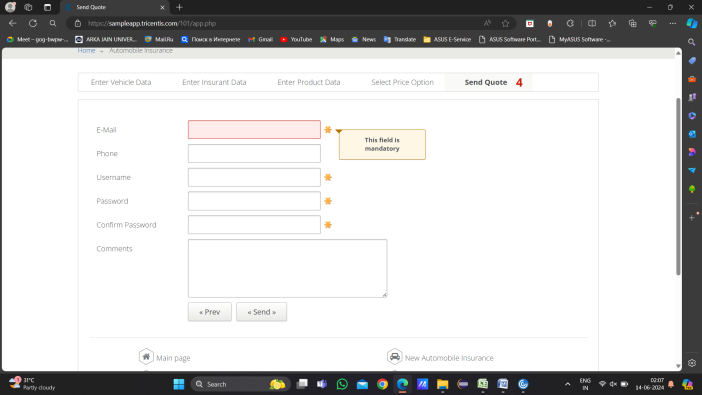 Send Quote
https://sampleapp.tricentis.com/101/app.php
Meet – gog-bwpw-...
ARKA JAIN UNIVER...
Mail.Ru
Поиск в Интернете
Gmail
YouTube
Maps
News
Translate
ASUS E-Service
ASUS Software Port...
MyASUS Software -...
Home
Automobile Insurance
Enter Vehicle Data
Enter Insurant Data
Enter Product Data
Select Price Option
Send Quote 4
E-Mail
This field is
mandatory
Phone
Username
Password
Confirm Password
Comments
« Prev
« Send »
Main page
New Automobile Insurance
31°C
Partly cloudy
Search
ENG
IN
02:07
14-06-2024